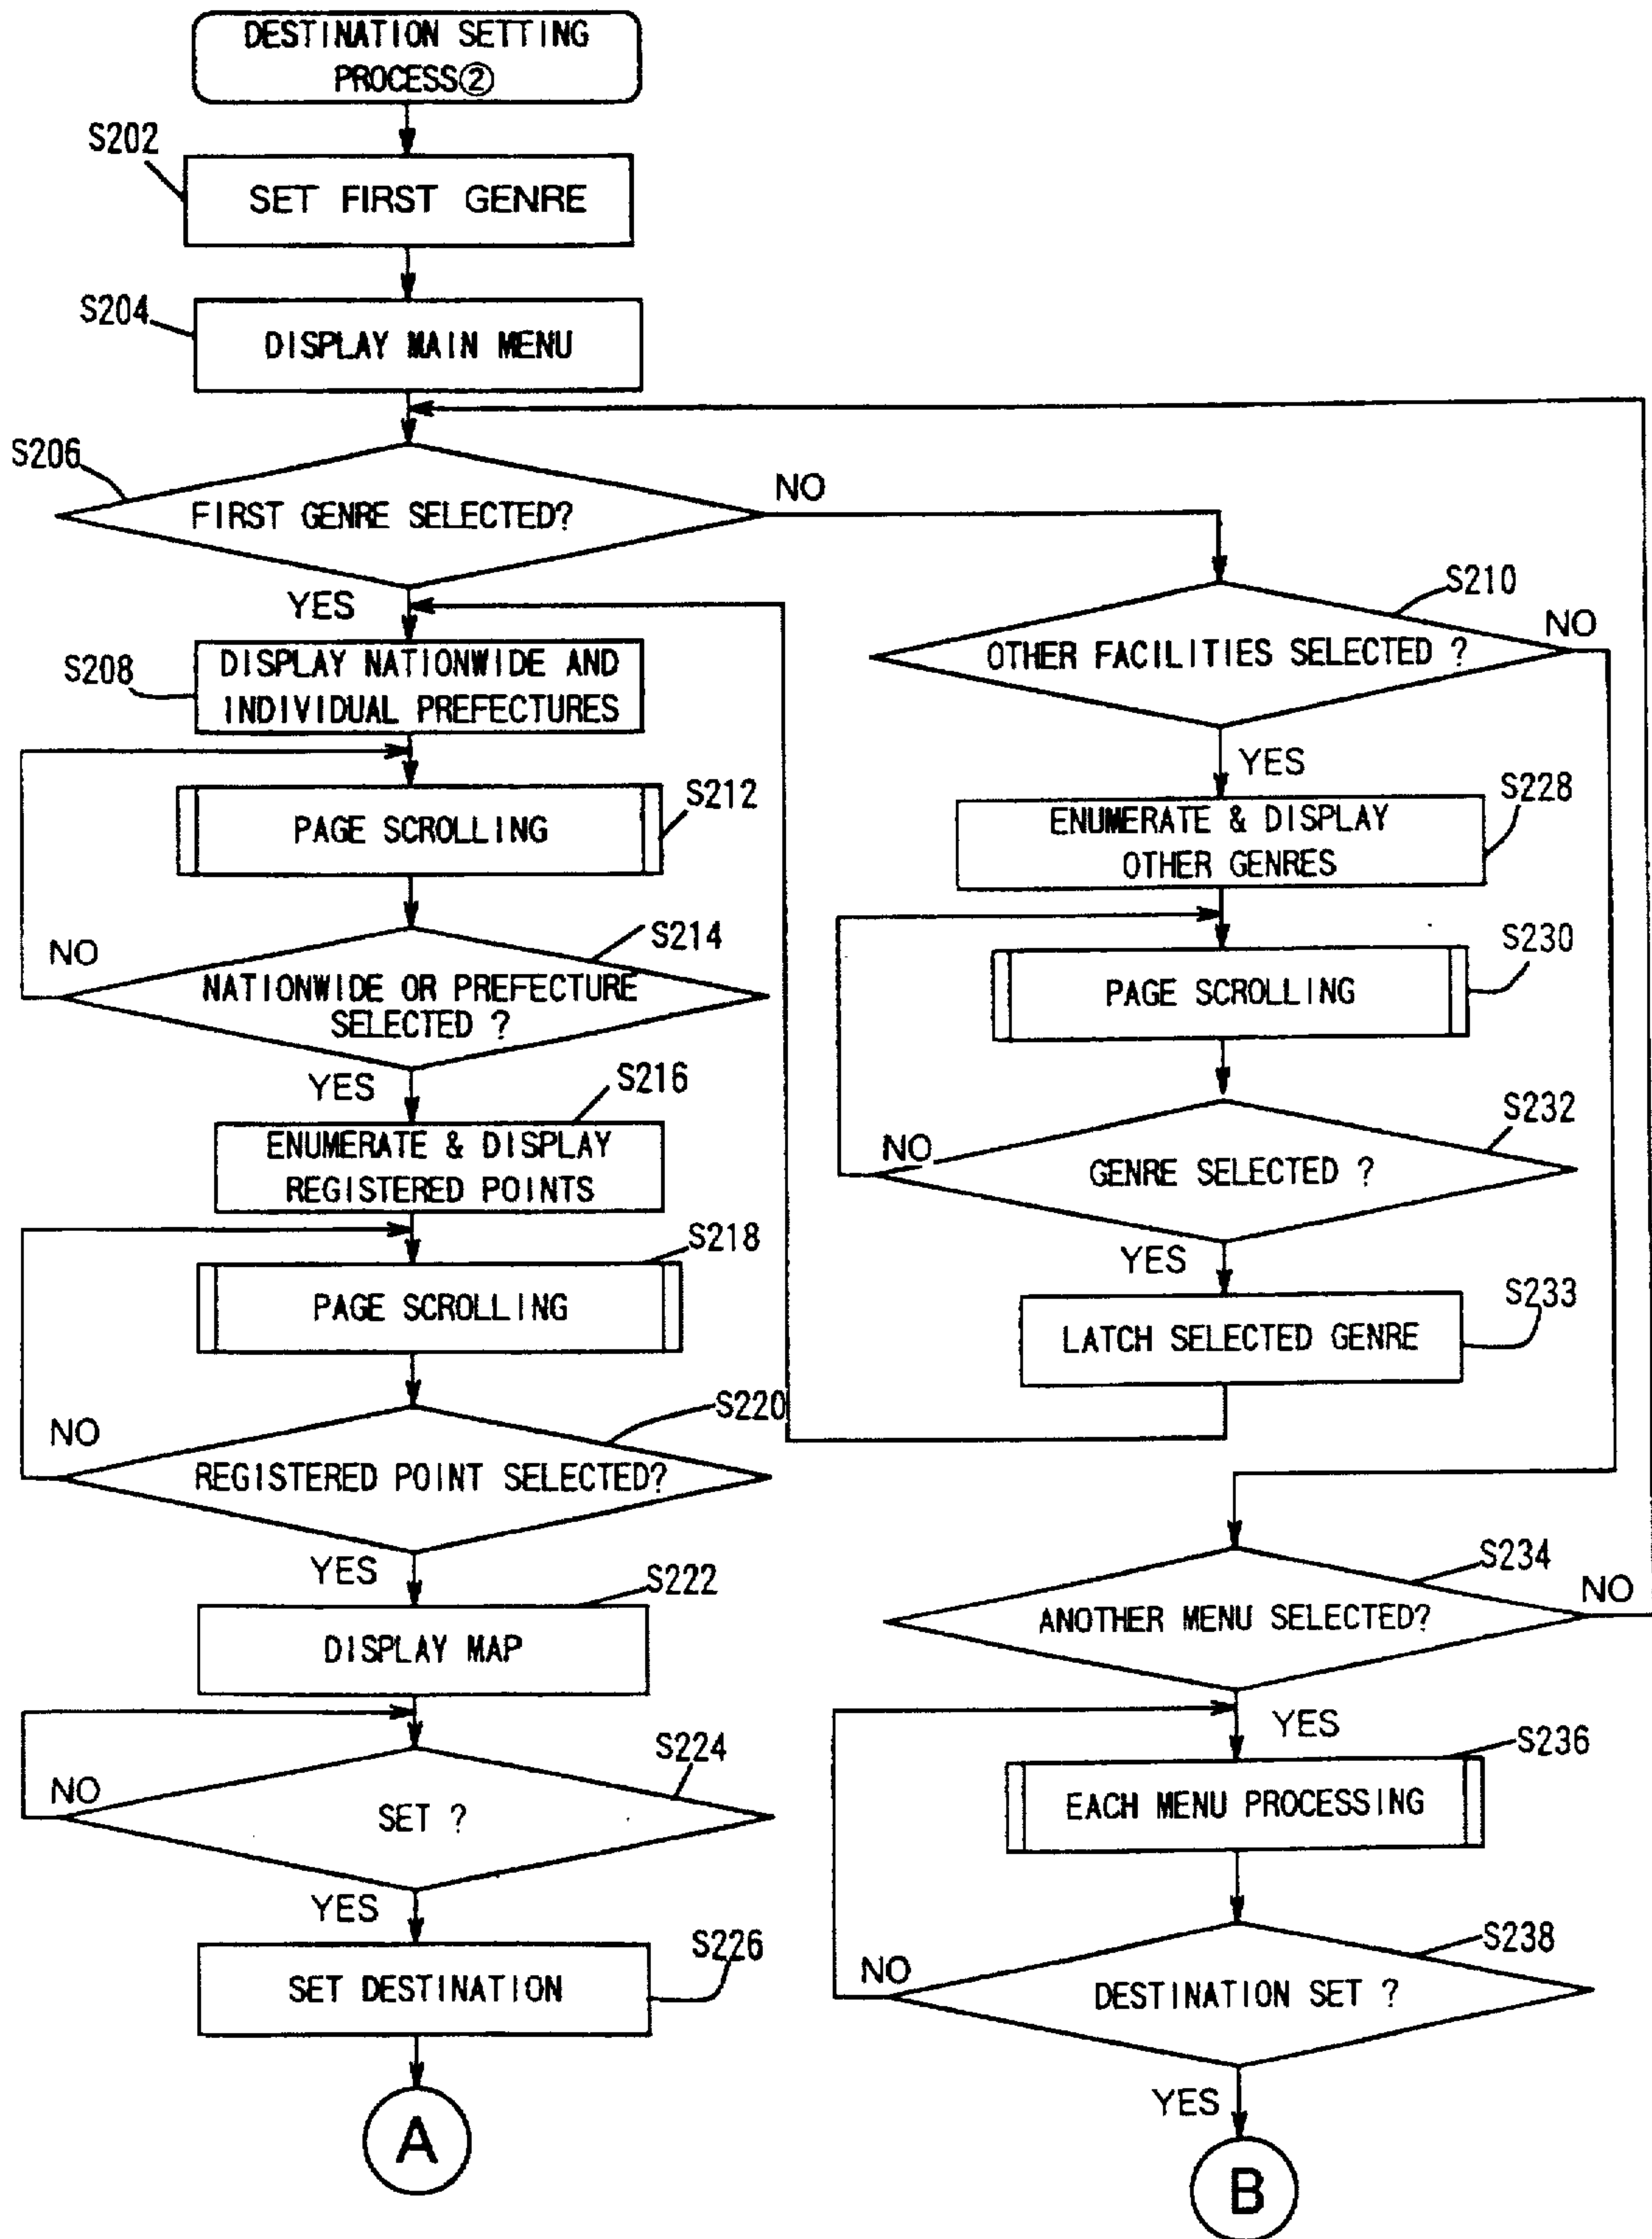 DESTINATION SETTING
PROCESS②
S202
SET FIRST GENRE
S204
DISPLAY MAIN MENU
S206
FIRST GENRE SELECTED?
NO
YES
S208
DISPLAY NATIONWIDE AND
INDIVIDUAL PREFECTURES
S212
PAGE SCROLLING
S214
NO
NATIONWIDE OR PREFECTURE
SELECTED ?
YES
S216
ENUMERATE & DISPLAY
REGISTERED POINTS
S218
PAGE SCROLLING
S220
NO
REGISTERED POINT SELECTED?
YES
S222
DISPLAY MAP
S224
NO
SET ?
YES
S226
SET DESTINATION
A
S210
NO
OTHER FACILITIES SELECTED ?
YES
S228
ENUMERATE & DISPLAY
OTHER GENRES
S230
PAGE SCROLLING
S232
NO
GENRE SELECTED ?
YES
S233
LATCH SELECTED GENRE
S234
NO
ANOTHER MENU SELECTED?
YES
S236
EACH MENU PROCESSING
S238
NO
DESTINATION SET ?
YES
B